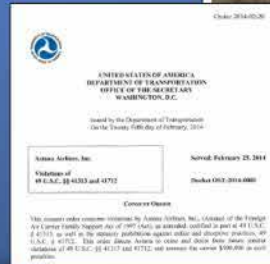 Order 2014-02-20
UNITED STATES OF AMERICA
DEPARTMENT OF TRANSPORTATION
OFFICE OF THE SECRETARY
WASHINGTON, D.C.
Issued by the Department of Transportation
On the Twenty Fifth day of February, 2014
Asiana Airlines, Inc.
Served: February 25, 2014
Violations of
49 U.S.C. §§ 41313 and 41712
Docket OST-2014-0001
CONSENT ORDER
This consent order concerns violations by Asiana Airlines, Inc., (Asiana) of the Foreign
Air Carrier Family Support Act of 1997 (Act), as amended, codified in part at 49 U.S.C.
§ 41313, as well as the statutory prohibitions against unfair and deceptive practices, 49
U.S.C. § 41712. This order directs Asiana to cease and desist from future similar
violations of 49 U.S.C. §§ 41313 and 41712, and assesses the carrier $500,000 in civil
penalties.